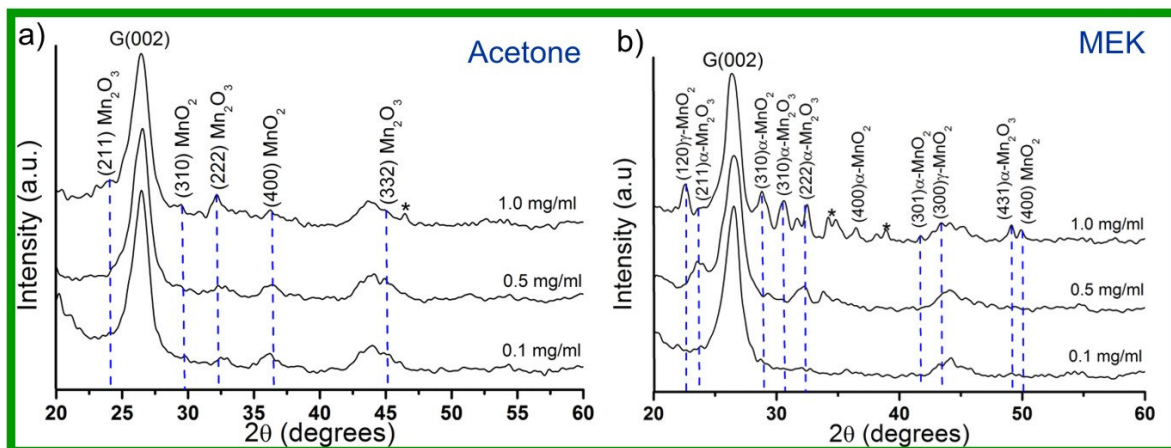 a)
Acetone
G(002)
(211) Mn₂O₃
(310) MnO₂
(222) Mn₂O₃
(400) MnO₂
(332) Mn₂O₃
*
1.0 mg/ml
0.5 mg/ml
0.1 mg/ml
Intensity (a.u.)
20 25 30 35 40 45 50 55 60
2θ (degrees)
b)
MEK
G(002)
(120)γ-MnO₂
(211)α-Mn₂O₃
(310)α-MnO₂
(310)α-Mn₂O₃
(222)α-Mn₂O₃
*
(400)α-MnO₂
*
(301)α-MnO₂
(300)γ-MnO₂
(431)α-Mn₂O₃
(400) MnO₂
1.0 mg/ml
0.5 mg/ml
0.1 mg/ml
Intensity (a.u)
20 30 40 50 60
2θ (degrees)